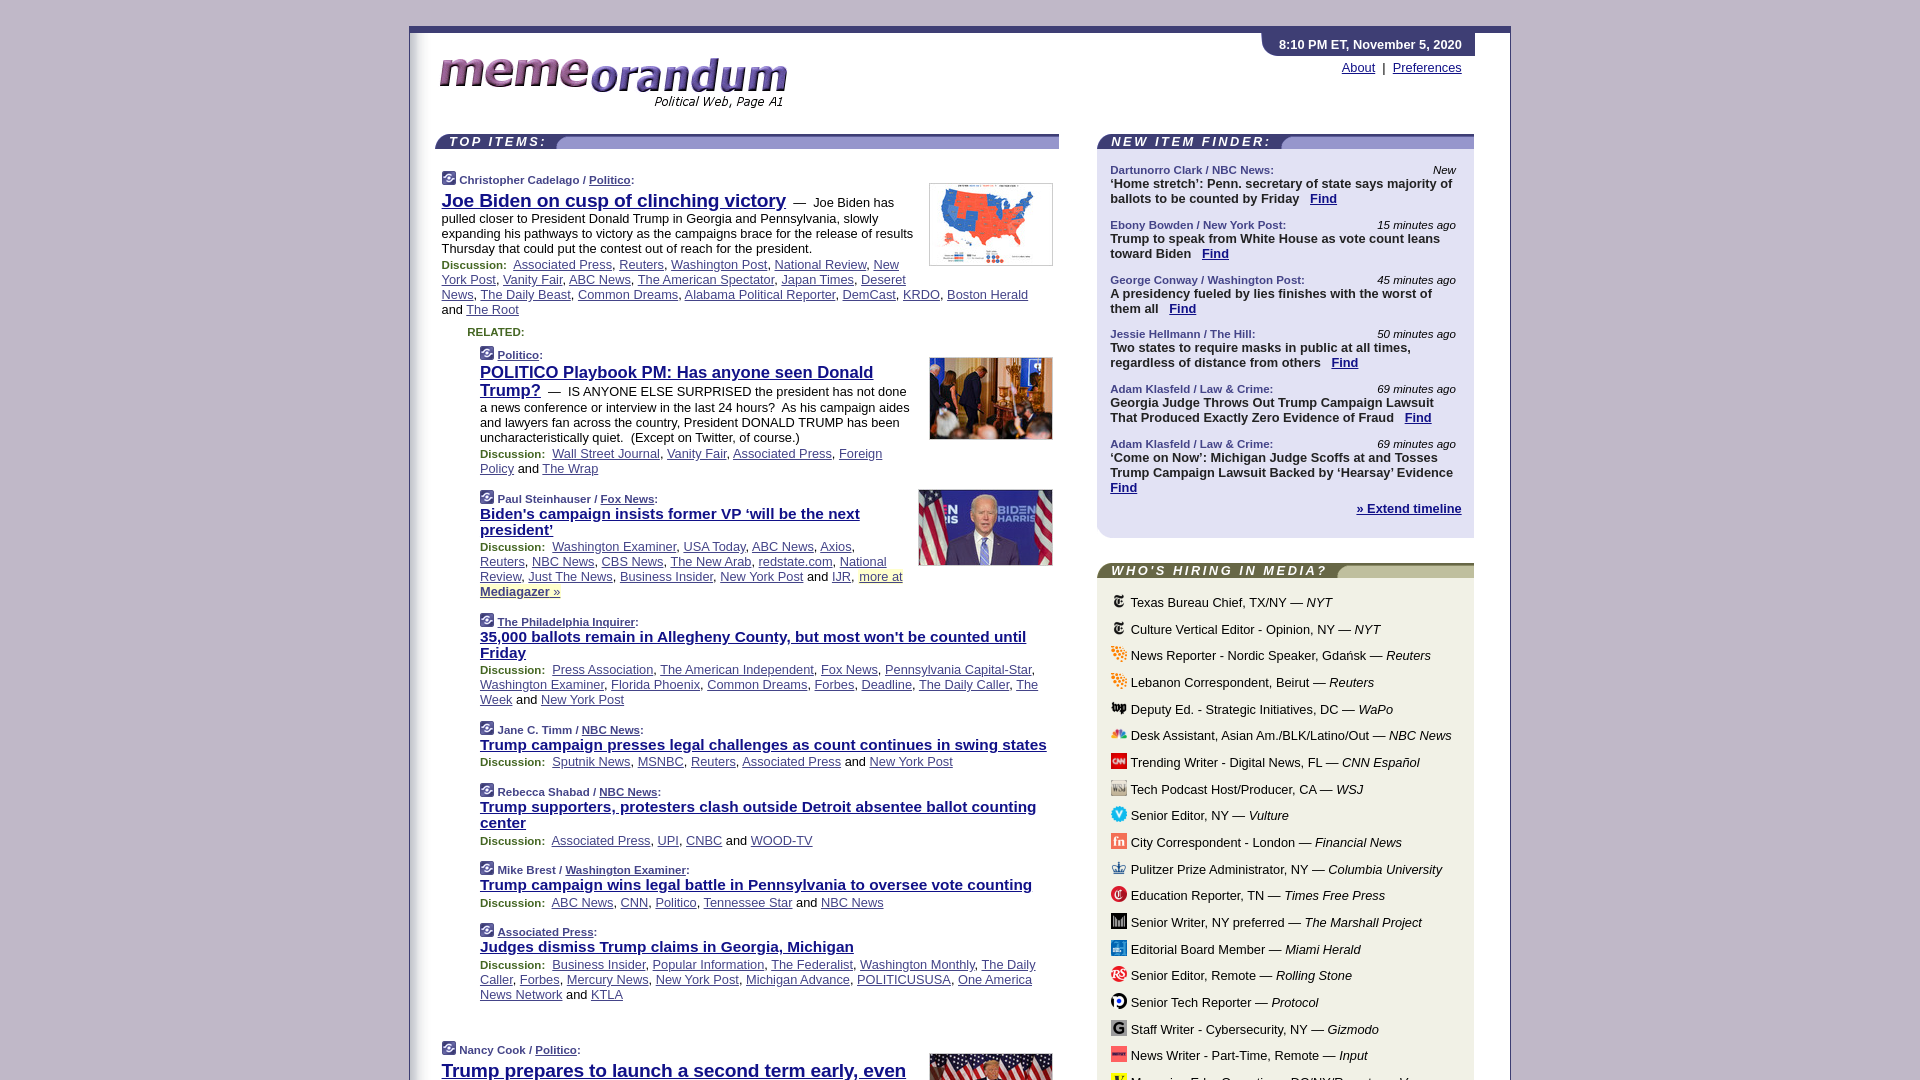 8:10 PM ET, November 5, 2020
About | Preferences
memeorandum
Political Web, Page A1
TOP ITEMS:
Christopher Cadelago / Politico:
Joe Biden on cusp of clinching victory — Joe Biden has
pulled closer to President Donald Trump in Georgia and Pennsylvania, slowly
expanding his pathways to victory as the campaigns brace for the release of results
Thursday that could put the contest out of reach for the president.
Discussion: Associated Press, Reuters, Washington Post, National Review, New
York Post, Vanity Fair, ABC News, The American Spectator, Japan Times, Deseret
News, The Daily Beast, Common Dreams, Alabama Political Reporter, DemCast, KRDO, Boston Herald
and The Root
RELATED:
Politico:
POLITICO Playbook PM: Has anyone seen Donald
Trump? — IS ANYONE ELSE SURPRISED the president has not done
a news conference or interview in the last 24 hours? As his campaign aides
and lawyers fan across the country, President DONALD TRUMP has been
uncharacteristically quiet. (Except on Twitter, of course.)
Discussion: Wall Street Journal, Vanity Fair, Associated Press, Foreign
Policy and The Wrap
Paul Steinhauser / Fox News:
Biden's campaign insists former VP ‘will be the next
president’
Discussion: Washington Examiner, USA Today, ABC News, Axios,
Reuters, NBC News, CBS News, The New Arab, redstate.com, National
Review, Just The News, Business Insider, New York Post and IJR, more at
Mediagazer »
BIDEN
HARRIS
The Philadelphia Inquirer:
35,000 ballots remain in Allegheny County, but most won't be counted until
Friday
Discussion: Press Association, The American Independent, Fox News, Pennsylvania Capital-Star,
Washington Examiner, Florida Phoenix, Common Dreams, Forbes, Deadline, The Daily Caller, The
Week and New York Post
Jane C. Timm / NBC News:
Trump campaign presses legal challenges as count continues in swing states
Discussion: Sputnik News, MSNBC, Reuters, Associated Press and New York Post
Rebecca Shabad / NBC News:
Trump supporters, protesters clash outside Detroit absentee ballot counting
center
Discussion: Associated Press, UPI, CNBC and WOOD-TV
Mike Brest / Washington Examiner:
Trump campaign wins legal battle in Pennsylvania to oversee vote counting
Discussion: ABC News, CNN, Politico, Tennessee Star and NBC News
Associated Press:
Judges dismiss Trump claims in Georgia, Michigan
Discussion: Business Insider, Popular Information, The Federalist, Washington Monthly, The Daily
Caller, Forbes, Mercury News, New York Post, Michigan Advance, POLITICUSUSA, One America
News Network and KTLA
Nancy Cook / Politico:
Trump prepares to launch a second term early, even
NEW ITEM FINDER:
Dartunorro Clark / NBC News: New
‘Home stretch’: Penn. secretary of state says majority of
ballots to be counted by Friday Find
Ebony Bowden / New York Post: 15 minutes ago
Trump to speak from White House as vote count leans
toward Biden Find
George Conway / Washington Post: 45 minutes ago
A presidency fueled by lies finishes with the worst of
them all Find
Jessie Hellmann / The Hill: 50 minutes ago
Two states to require masks in public at all times,
regardless of distance from others Find
Adam Klasfeld / Law & Crime: 69 minutes ago
Georgia Judge Throws Out Trump Campaign Lawsuit
That Produced Exactly Zero Evidence of Fraud Find
Adam Klasfeld / Law & Crime: 69 minutes ago
‘Come on Now’: Michigan Judge Scoffs at and Tosses
Trump Campaign Lawsuit Backed by ‘Hearsay’ Evidence
Find
» Extend timeline
WHO'S HIRING IN MEDIA?
Texas Bureau Chief, TX/NY — NYT
Culture Vertical Editor - Opinion, NY — NYT
News Reporter - Nordic Speaker, Gdańsk — Reuters
Lebanon Correspondent, Beirut — Reuters
wp Deputy Ed. - Strategic Initiatives, DC — WaPo
Desk Assistant, Asian Am./BLK/Latino/Out — NBC News
CNN Trending Writer - Digital News, FL — CNN Español
WSJ Tech Podcast Host/Producer, CA — WSJ
V Senior Editor, NY — Vulture
fn City Correspondent - London — Financial News
Pulitzer Prize Administrator, NY — Columbia University
Education Reporter, TN — Times Free Press
Senior Writer, NY preferred — The Marshall Project
Editorial Board Member — Miami Herald
RS Senior Editor, Remote — Rolling Stone
Senior Tech Reporter — Protocol
G Staff Writer - Cybersecurity, NY — Gizmodo
News Writer - Part-Time, Remote — Input